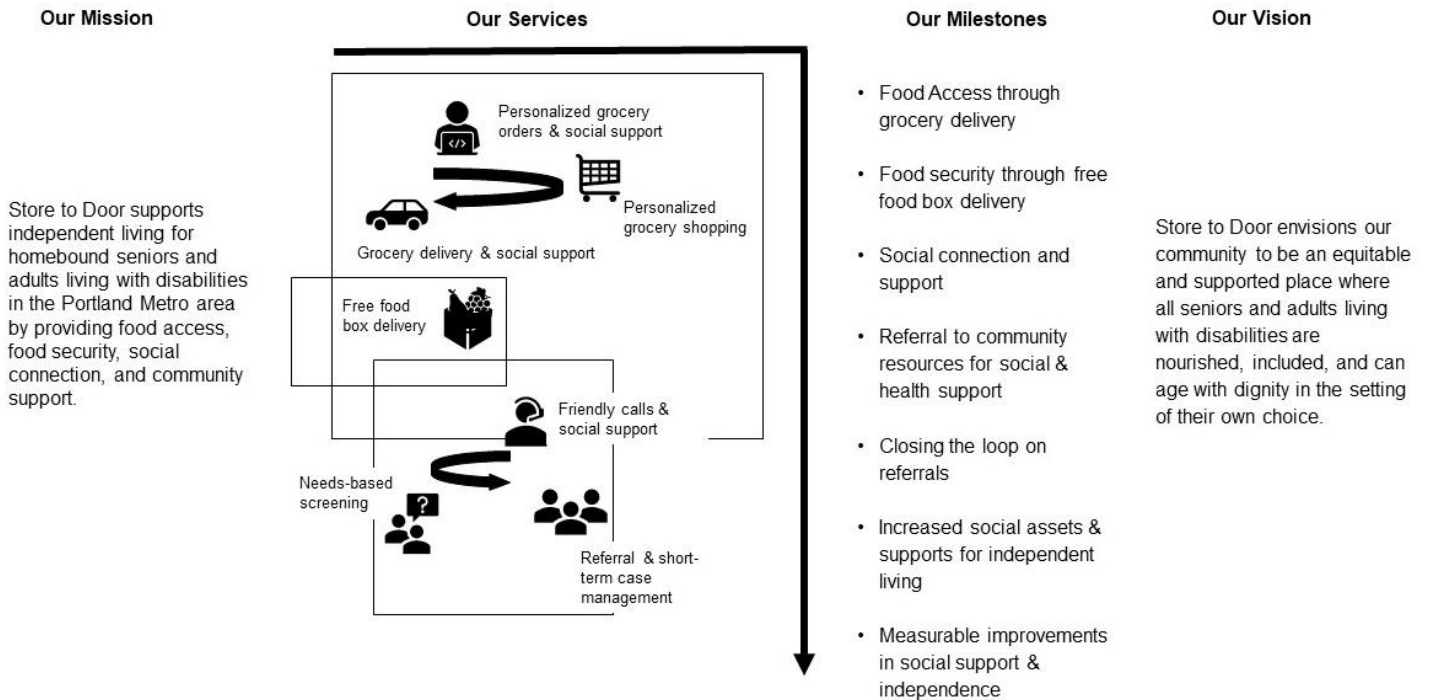 Our Mission
Store to Door supports
independent living for
homebound seniors and
adults living with disabilities
in the Portland Metro area
by providing food access,
food security, social
connection, and community
support.
Our Services
Personalized grocery
orders & social support
</>
Personalized
grocery shopping
Grocery delivery & social support
Free food
box delivery
Friendly calls &
social support
Needs-based
screening
?
Referral & short-
term case
management
Our Milestones
• Food Access through
grocery delivery
• Food security through free
food box delivery
• Social connection and
support
• Referral to community
resources for social &
health support
• Closing the loop on
referrals
• Increased social assets &
supports for independent
living
• Measurable improvements
in social support &
independence
Our Vision
Store to Door envisions our
community to be an equitable
and supported place where
all seniors and adults living
with disabilities are
nourished, included, and can
age with dignity in the setting
of their own choice.